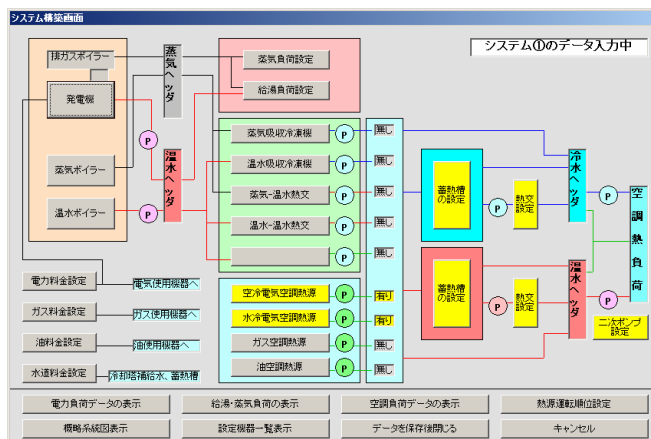 システム構築画面
システム①のデータ入力中
排ガスボイラー
発電機
蒸気ボイラー
温水ボイラー
蒸気ヘッダ
温水ヘッダ
P
P
蒸気負荷設定
給湯負荷設定
蒸気吸収冷凍機
P
無し
温水吸収冷凍機
P
無し
蒸気-温水熱交
P
無し
温水-温水熱交
P
無し
P
無し
空冷電気空調熱源
P
有り
水冷電気空調熱源
P
有り
ガス空調熱源
P
無し
油空調熱源
P
無し
蓄熱槽の設定
P
熱交設定
冷水ヘッダ
P
蓄熱槽の設定
P
熱交設定
温水ヘッダ
P
空調熱負荷
二次ポンプ設定
電力料金設定
電気使用機器へ
ガス料金設定
ガス使用機器へ
油料金設定
油使用機器へ
水道料金設定
冷却塔補給水、蓄熱槽
電力負荷データの表示
給湯・蒸気負荷の表示
空調負荷データの表示
熱源運転順位設定
概略系統図表示
設定機器一覧表示
データを保存後閉じる
キャンセル